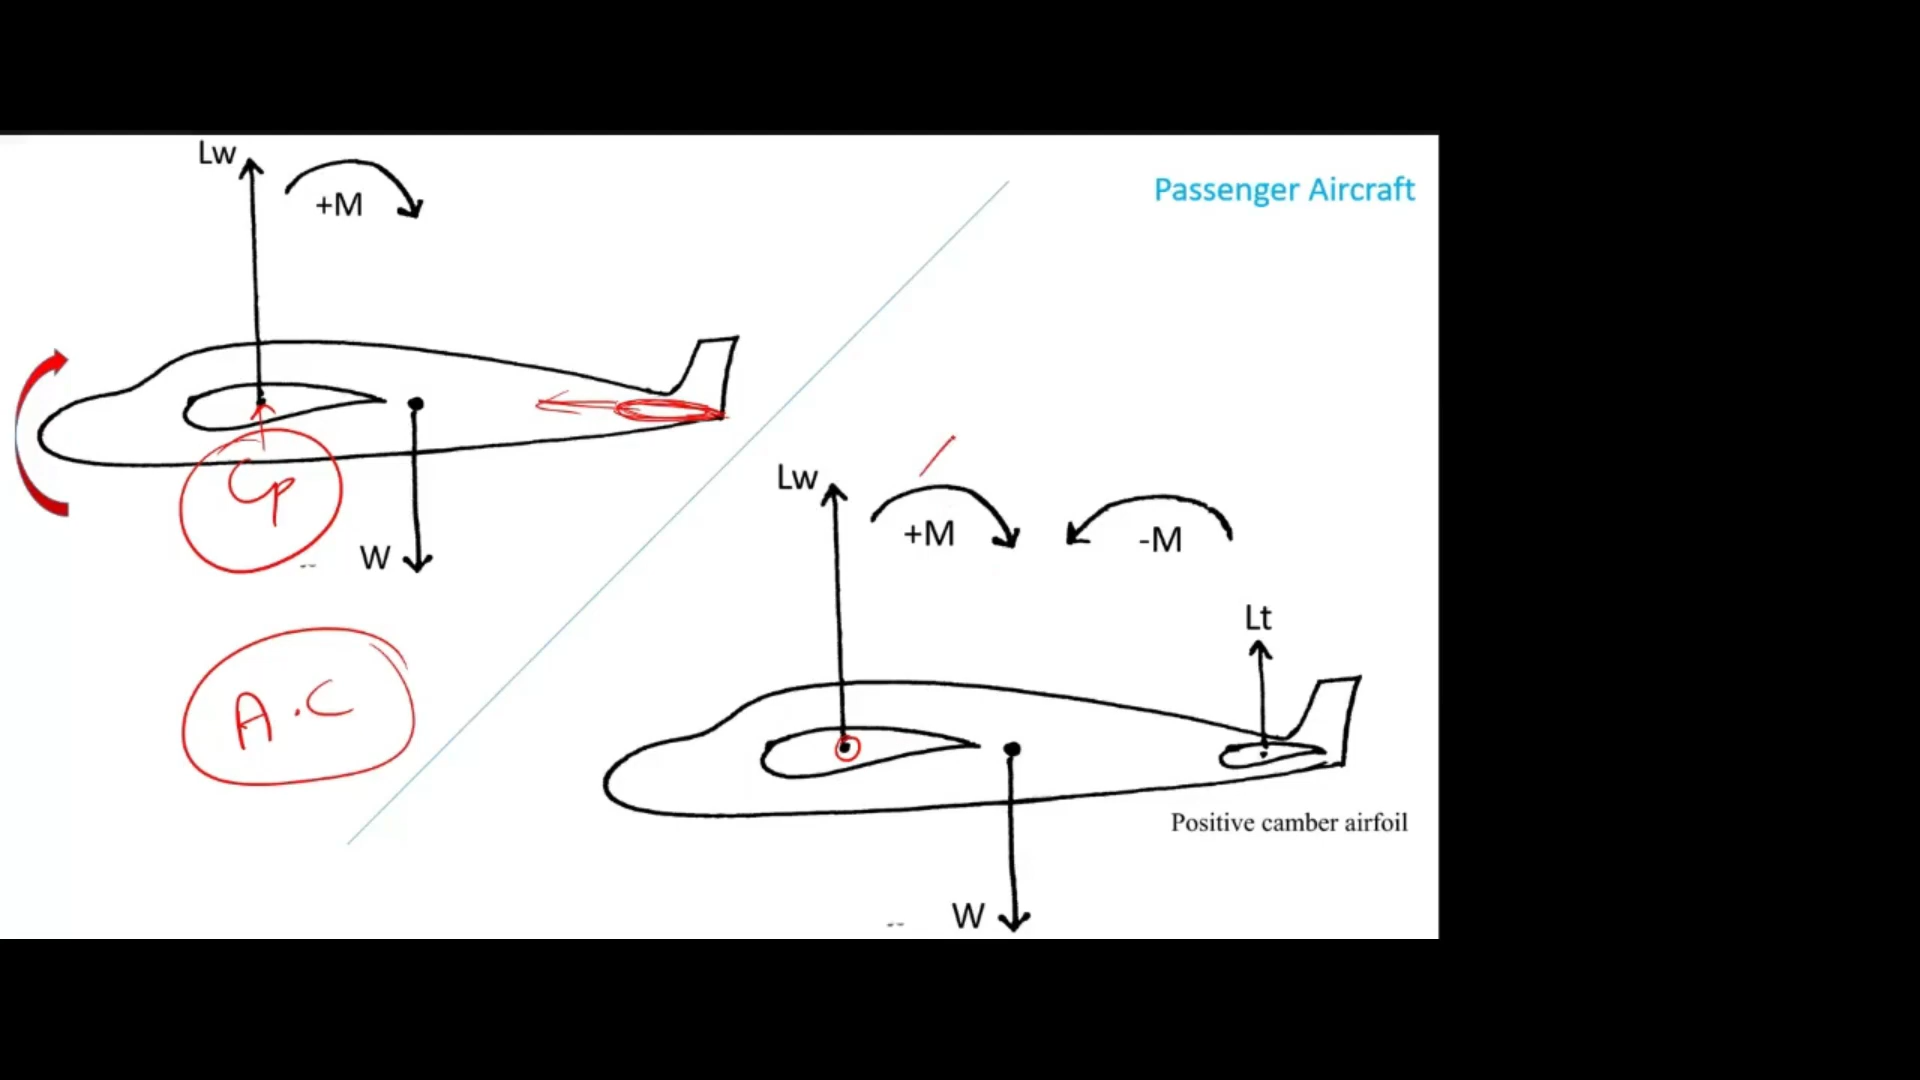 Passenger Aircraft
Lw
+M
Cp
W
A.C
Lw
+M
-M
Lt
Positive camber airfoil
W